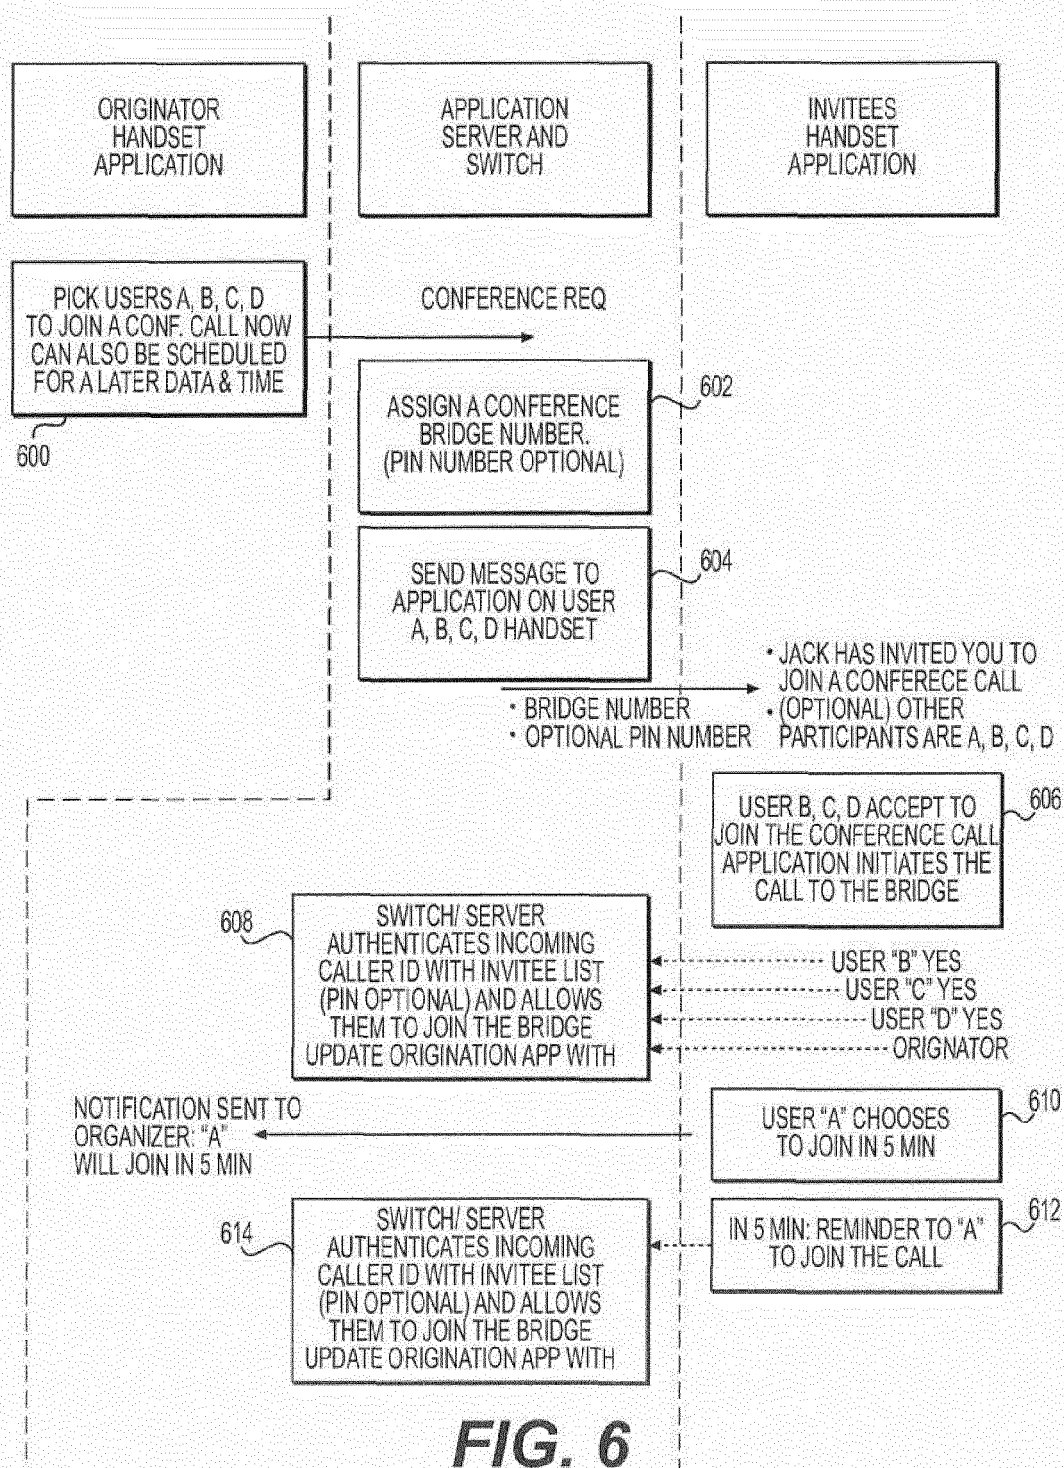 ORIGINATOR
HANDSET
APPLICATION
APPLICATION
SERVER AND
SWITCH
INVITEES
HANDSET
APPLICATION
PICK USERS A, B, C, D
TO JOIN A CONF. CALL NOW
CAN ALSO BE SCHEDULED
FOR A LATER DATA & TIME
600
CONFERENCE REQ
ASSIGN A CONFERENCE
BRIDGE NUMBER.
(PIN NUMBER OPTIONAL)
602
SEND MESSAGE TO
APPLICATION ON USER
A, B, C, D HANDSET
604
• BRIDGE NUMBER
• OPTIONAL PIN NUMBER
• JACK HAS INVITED YOU TO
JOIN A CONFERECE CALL
• (OPTIONAL) OTHER
PARTICIPANTS ARE A, B, C, D
USER B, C, D ACCEPT TO
JOIN THE CONFERENCE CALL
APPLICATION INITIATES THE
CALL TO THE BRIDGE
606
608
SWITCH/ SERVER
AUTHENTICATES INCOMING
CALLER ID WITH INVITEE LIST
(PIN OPTIONAL) AND ALLOWS
THEM TO JOIN THE BRIDGE
UPDATE ORIGINATION APP WITH
USER "B" YES
USER "C" YES
USER "D" YES
ORIGNATOR
NOTIFICATION SENT TO
ORGANIZER: "A"
WILL JOIN IN 5 MIN
USER "A" CHOOSES
TO JOIN IN 5 MIN
610
614
SWITCH/ SERVER
AUTHENTICATES INCOMING
CALLER ID WITH INVITEE LIST
(PIN OPTIONAL) AND ALLOWS
THEM TO JOIN THE BRIDGE
UPDATE ORIGINATION APP WITH
IN 5 MIN: REMINDER TO "A"
TO JOIN THE CALL
612
FIG. 6